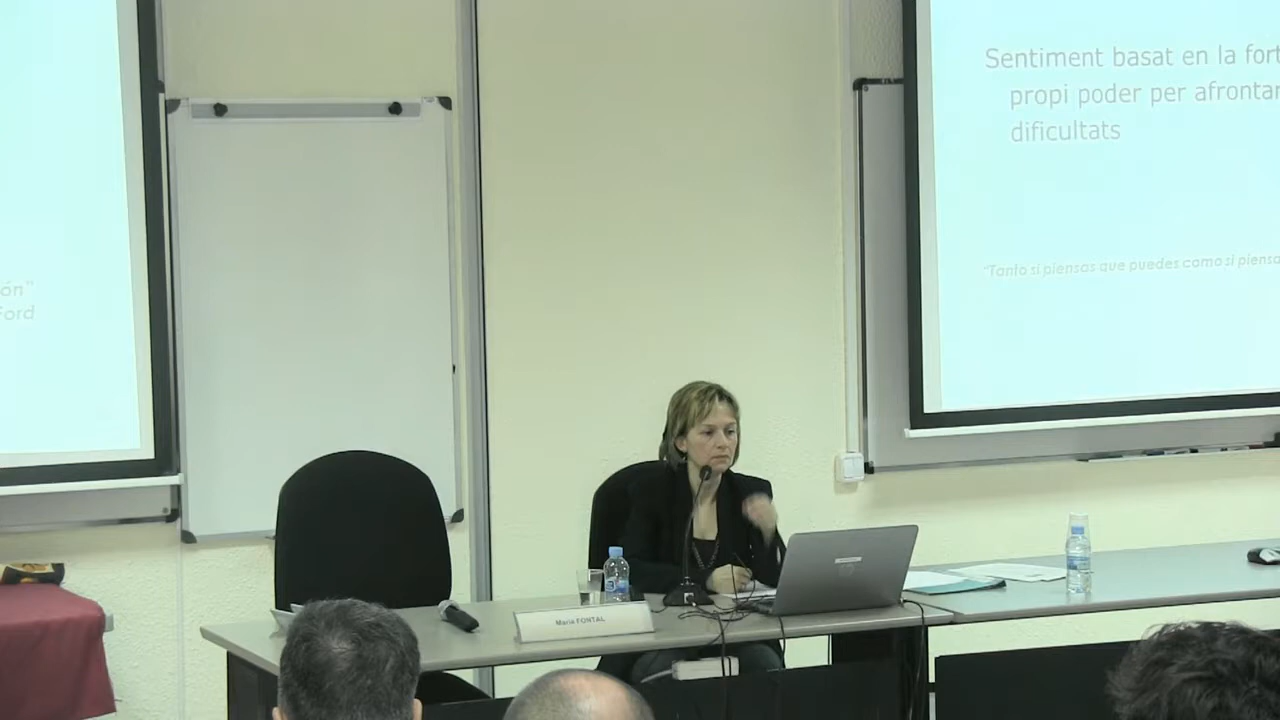 ón"
Ford
Sentiment basat en la fort
propi poder per afrontar
dificultats
"Tanto si piensas que puedes como si piensa
Maria FONTAL